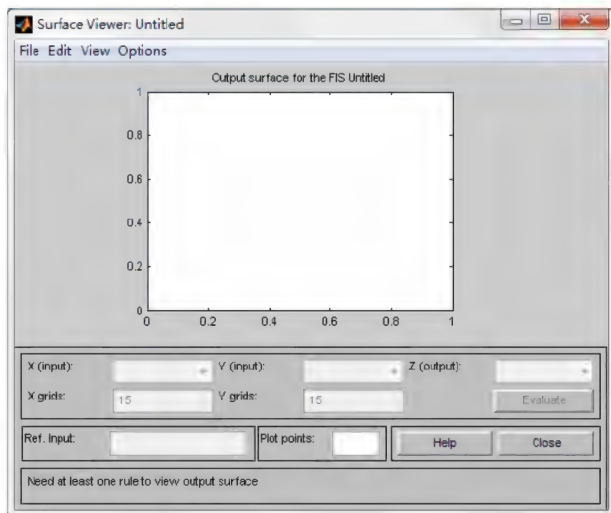 Surface Viewer: Untitled
File Edit View Options
Output surface for the FIS Untitled
1
0.8
0.6
0.4
0.2
0
0 0.2 0.4 0.6 0.8 1
X (input): Y (input): Z (output):
X grids: 15 Y grids: 15 Evaluate
Ref. Input: Plot points: Help Close
Need at least one rule to view output surface